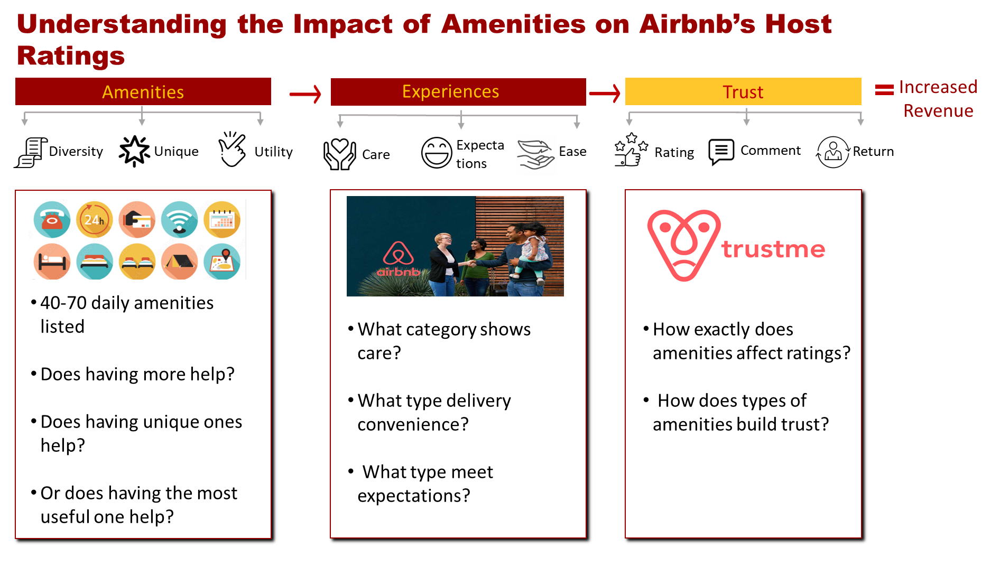 Understanding the Impact of Amenities on Airbnb’s Host
Ratings
Amenities
Experiences
Trust
= Increased
Revenue
Diversity
Unique
Utility
Care
Expecta
tions
Ease
Rating
Comment
Return
24h
airbnb
trustme
• 40-70 daily amenities
listed
• Does having more help?
• Does having unique ones
help?
• Or does having the most
useful one help?
• What category shows
care?
• What type delivery
convenience?
• What type meet
expectations?
• How exactly does
amenities affect ratings?
• How does types of
amenities build trust?